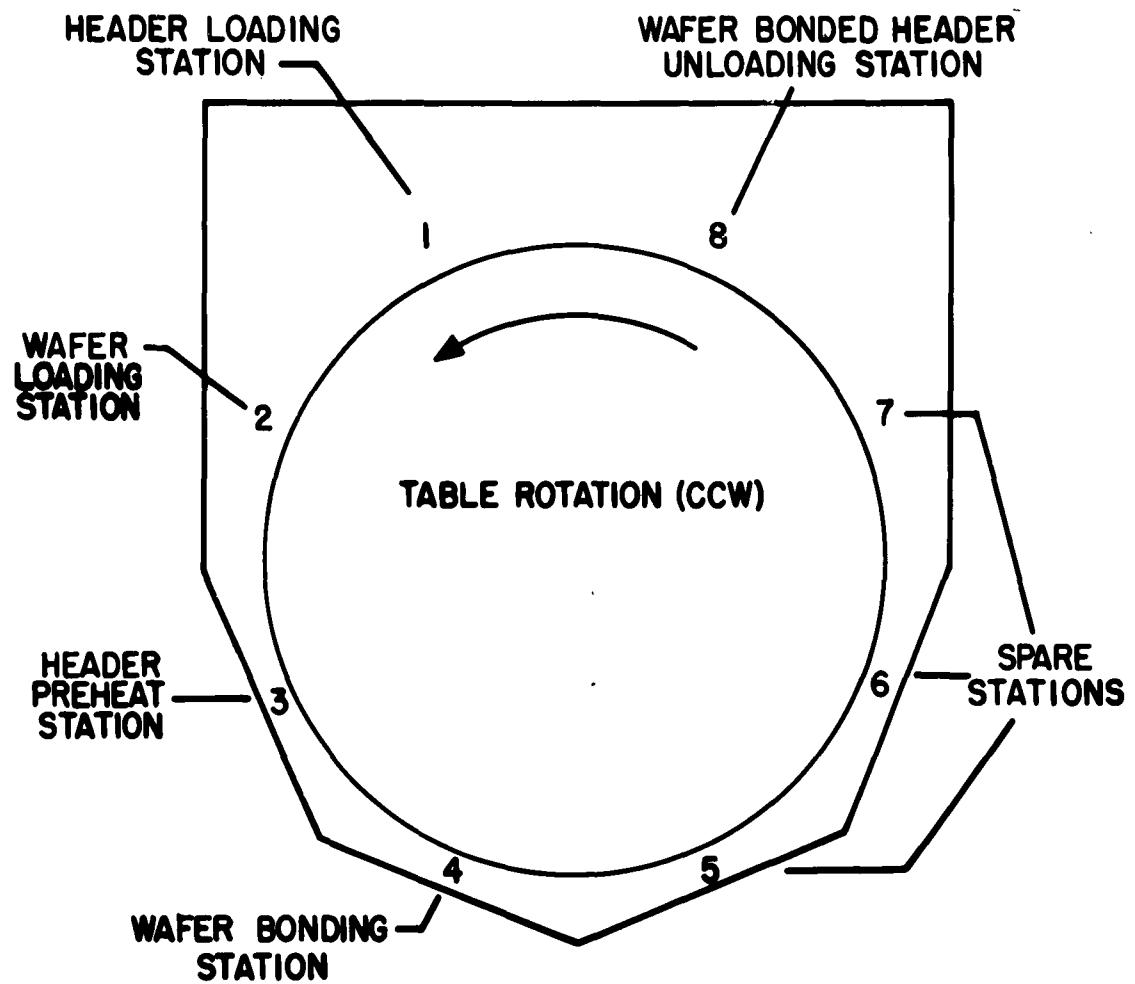 HEADER LOADING
STATION
WAFER BONDED HEADER
UNLOADING STATION
1
8
WAFER
LOADING
STATION
2
7
TABLE ROTATION (CCW)
HEADER
PREHEAT
STATION
3
6
SPARE
STATIONS
4
5
WAFER BONDING
STATION